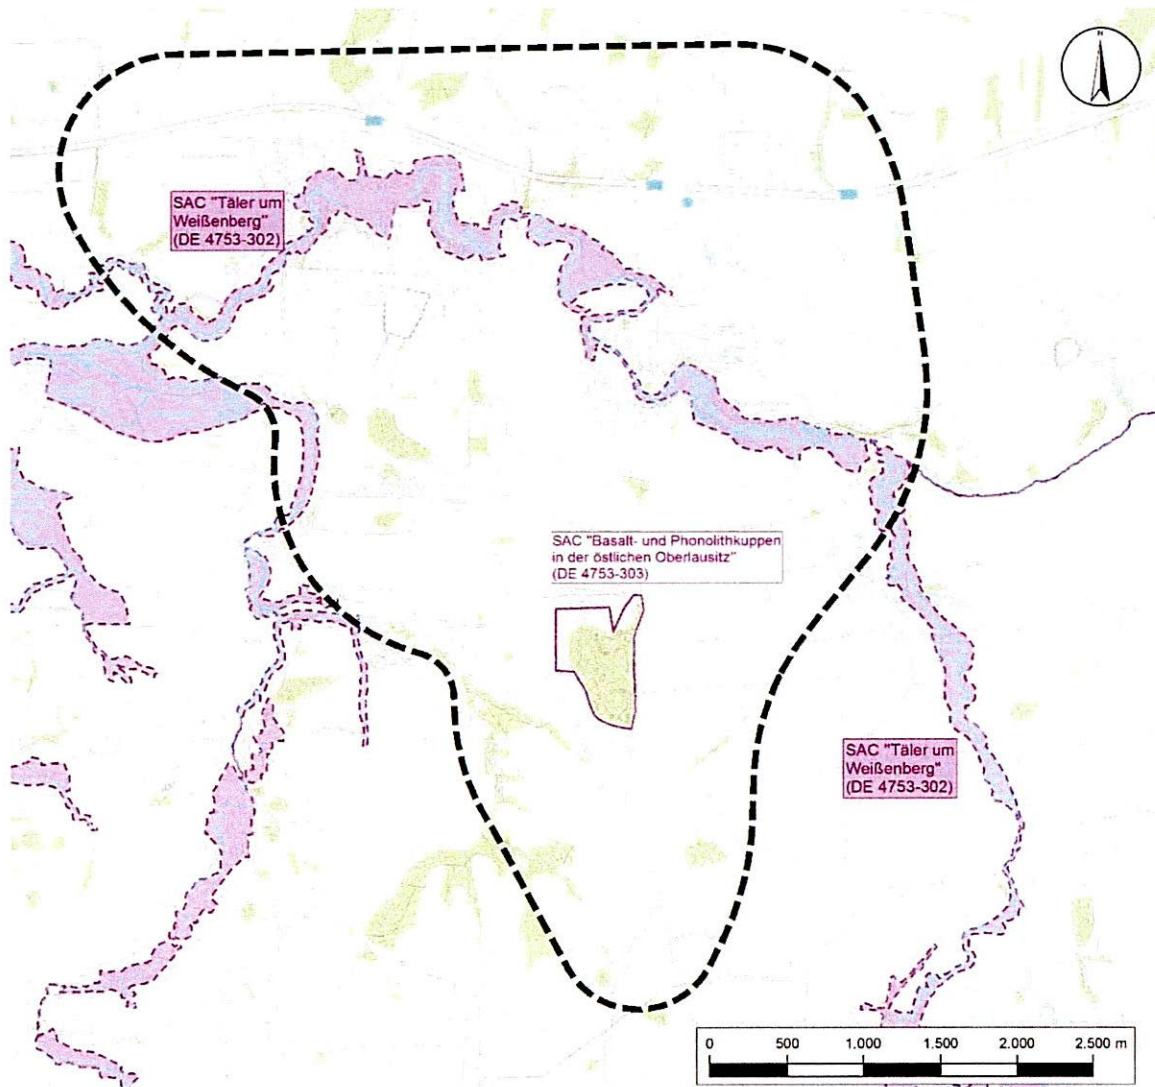 N
SAC "Täler um
Weißenberg"
(DE 4753-302)
SAC "Basalt- und Phonolithkuppen
in der östlichen Oberlausitz"
(DE 4753-303)
SAC "Täler um
Weißenberg"
(DE 4753-302)
0 500 1.000 1.500 2.000 2.500 m